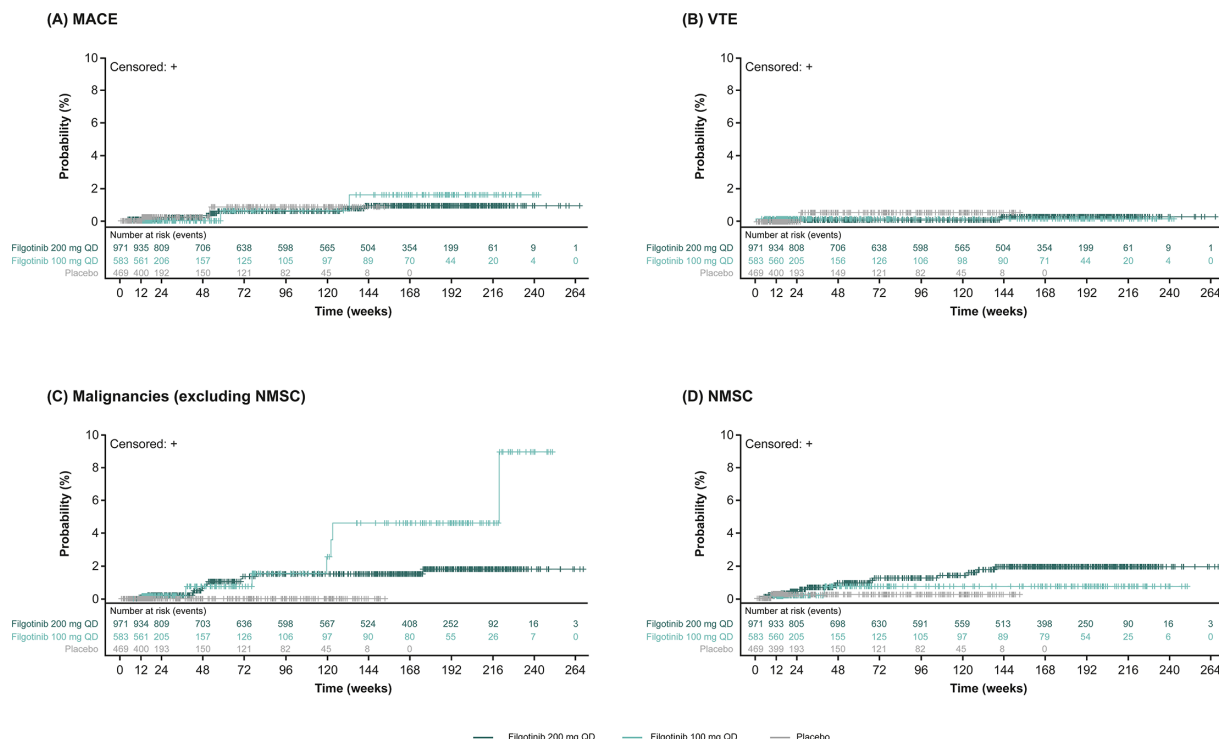 (A) MACE
10
8
6
4
2
0
Probability (%)
Censored: +
Number at risk (events)
Filgotinib 200 mg QD 971 935 809 706 638 598 565 504 354 199 61 9 1
Filgotinib 100 mg QD 583 561 206 157 125 105 97 89 70 44 20 4 0
Placebo 469 400 192 150 121 82 45 8 0
0 12 24 48 72 96 120 144 168 192 216 240 264
Time (weeks)
(B) VTE
10
8
6
4
2
0
Probability (%)
Censored: +
Number at risk (events)
Filgotinib 200 mg QD 971 934 808 706 638 598 565 504 354 199 61 9 1
Filgotinib 100 mg QD 583 560 205 156 126 106 98 90 71 44 20 4 0
Placebo 469 400 193 149 121 82 45 8 0
0 12 24 48 72 96 120 144 168 192 216 240 264
Time (weeks)
(C) Malignancies (excluding NMSC)
10
8
6
4
2
0
Probability (%)
Censored: +
Number at risk (events)
Filgotinib 200 mg QD 971 934 809 703 636 598 567 524 408 252 92 16 3
Filgotinib 100 mg QD 583 561 205 157 126 106 97 90 80 55 26 7 0
Placebo 469 400 193 150 121 82 45 8 0
0 12 24 48 72 96 120 144 168 192 216 240 264
Time (weeks)
(D) NMSC
10
8
6
4
2
0
Probability (%)
Censored: +
Number at risk (events)
Filgotinib 200 mg QD 971 933 805 698 630 591 559 513 398 250 90 16 3
Filgotinib 100 mg QD 583 560 205 155 125 105 97 89 79 54 25 6 0
Placebo 469 399 193 150 121 82 45 8 0
0 12 24 48 72 96 120 144 168 192 216 240 264
Time (weeks)
Filgotinib 200 mg QD Filgotinib 100 mg QD Placebo